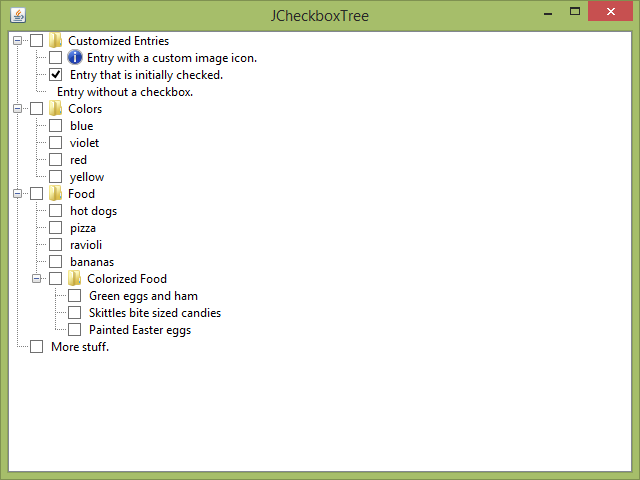 JCheckboxTree
Customized Entries
Entry with a custom image icon.
Entry that is initially checked.
Entry without a checkbox.
Colors
blue
violet
red
yellow
Food
hot dogs
pizza
ravioli
bananas
Colorized Food
Green eggs and ham
Skittles bite sized candies
Painted Easter eggs
More stuff.